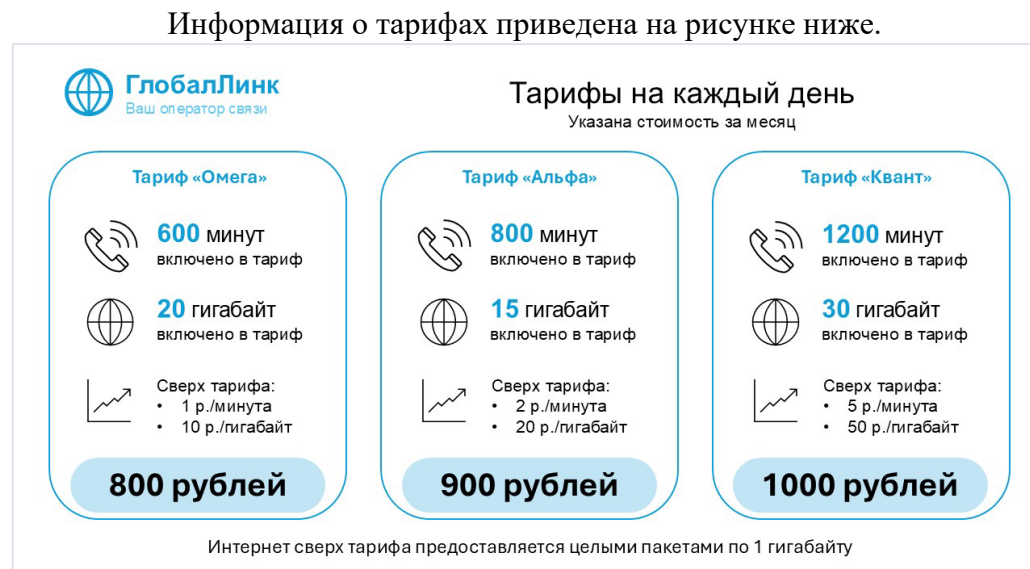 Информация о тарифах приведена на рисунке ниже.
ГлобалЛинк
Ваш оператор связи
Тарифы на каждый день
Указана стоимость за месяц
Тариф «Омега»
600 минут
включено в тариф
20 гигабайт
включено в тариф
Сверх тарифа:
• 1 р./минута
• 10 р./гигабайт
800 рублей
Тариф «Альфа»
800 минут
включено в тариф
15 гигабайт
включено в тариф
Сверх тарифа:
• 2 р./минута
• 20 р./гигабайт
900 рублей
Тариф «Квант»
1200 минут
включено в тариф
30 гигабайт
включено в тариф
Сверх тарифа:
• 5 р./минута
• 50 р./гигабайт
1000 рублей
Интернет сверх тарифа предоставляется целыми пакетами по 1 гигабайту